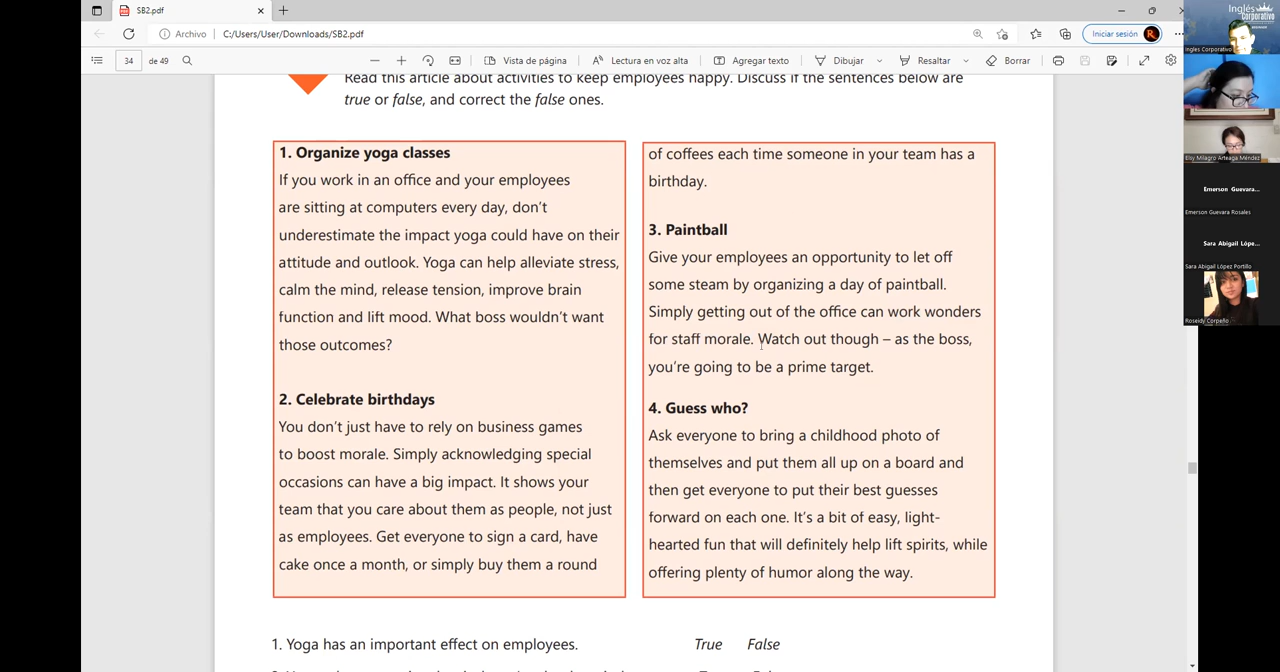 SB2.pdf
Archivo
C:/Users/User/Downloads/SB2.pdf
Iniciar sesión
34
de 49
Vista de página
Lectura en voz alta
Agregar texto
Dibujar
Resaltar
Borrar
Read this article about activities to keep employees happy. Discuss if the sentences below are
true or false, and correct the false ones.
1. Organize yoga classes
If you work in an office and your employees
are sitting at computers every day, don't
underestimate the impact yoga could have on their
attitude and outlook. Yoga can help alleviate stress,
calm the mind, release tension, improve brain
function and lift mood. What boss wouldn't want
those outcomes?
2. Celebrate birthdays
You don't just have to rely on business games
to boost morale. Simply acknowledging special
occasions can have a big impact. It shows your
team that you care about them as people, not just
as employees. Get everyone to sign a card, have
cake once a month, or simply buy them a round
of coffees each time someone in your team has a
birthday.
3. Paintball
Give your employees an opportunity to let off
some steam by organizing a day of paintball.
Simply getting out of the office can work wonders
for staff morale. Watch out though – as the boss,
you're going to be a prime target.
4. Guess who?
Ask everyone to bring a childhood photo of
themselves and put them all up on a board and
then get everyone to put their best guesses
forward on each one. It's a bit of easy, light-
hearted fun that will definitely help lift spirits, while
offering plenty of humor along the way.
1. Yoga has an important effect on employees.
True False
Inglés
Corporativo
Ingles Corporativo
Elsy Milagro Arteaga Méndez
Emerson Guevara...
Emerson Guevara Rosales
Sara Abigail Lópe...
Sara Abigail López Portillo
Roseidy Corpeño